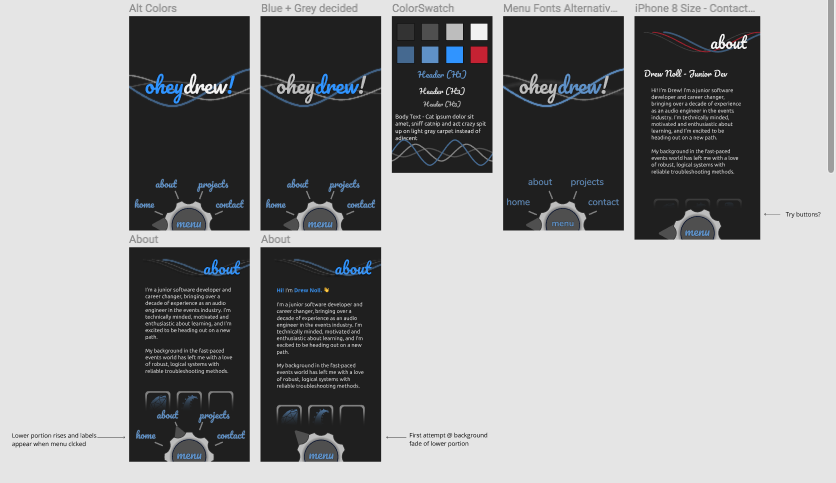 Alt Colors
Blue + Grey decided
ColorSwatch
Menu Fonts Alternativ...
iPhone 8 Size - Contact...
oheydrew!
about
projects
home
contact
menu
oheydrew!
about
projects
home
contact
menu
Header (H1)
Header (H2)
Header (H3)
Body Text - Cat ipsum dolor sit
amet, sniff catnip and act crazy spit
up on light gray carpet instead of
adjacent
oheydrew!
about
projects
home
contact
menu
about
Drew Noll - Junior Dev
Hi!! I'm Drew! I'm a junior software
developer and career changer,
bringing over a decade of experience
as an audio engineer in the events
industry. I'm technically minded,
motivated and enthusiastic about
learning, and I'm excited to be
heading out on a new path.
My background in the fast-paced
events world has left me with a love
of robust, logical systems with
reliable troubleshooting methods.
menu
Try buttons?
About
About
about
I'm a junior software developer and
career changer, bringing over a
decade of experience as an audio
engineer in the events industry. I'm
technically minded, motivated and
enthusiastic about learning, and I'm
excited to be heading out on a new
path.
My background in the fast-paced
events world has left me with a love
of robust, logical systems with
reliable troubleshooting methods.
about
projects
home
contact
menu
Lower portion rises and labels
appear when menu clcked
about
Hi! I'm Drew Noll. 👋
I'm a junior software developer and
career changer, bringing over a
decade of experience as an audio
engineer in the events industry. I'm
technically minded, motivated and
enthusiastic about learning, and I'm
excited to be heading out on a new
path.
My background in the fast-paced
events world has left me with a love
of robust, logical systems with
reliable troubleshooting methods.
menu
First attempt @ background
fade of lower portion